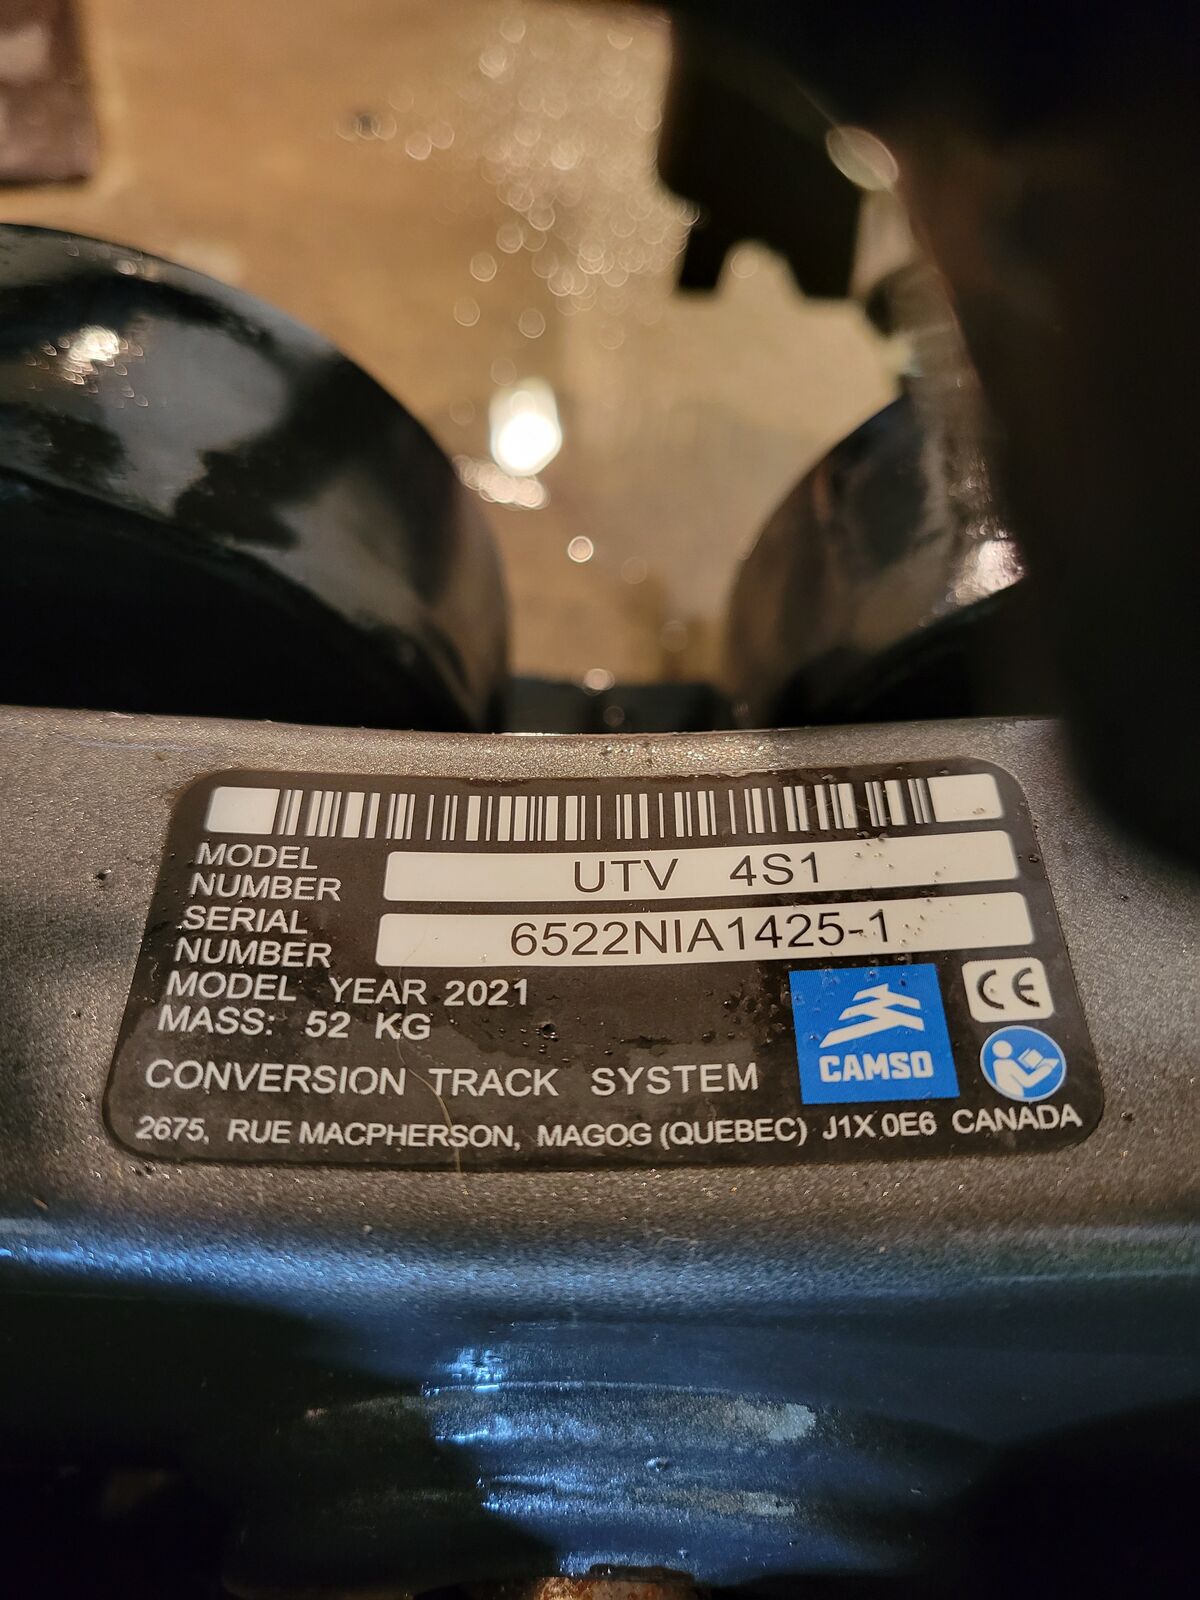 MODEL
NUMBER
UTV 4S1
SERIAL
NUMBER
6522NIA1425-1
MODEL YEAR 2021
MASS: 52 KG
CE
CAMSO
CONVERSION TRACK SYSTEM
2675, RUE MACPHERSON, MAGOG (QUEBEC) J1X 0E6 CANADA